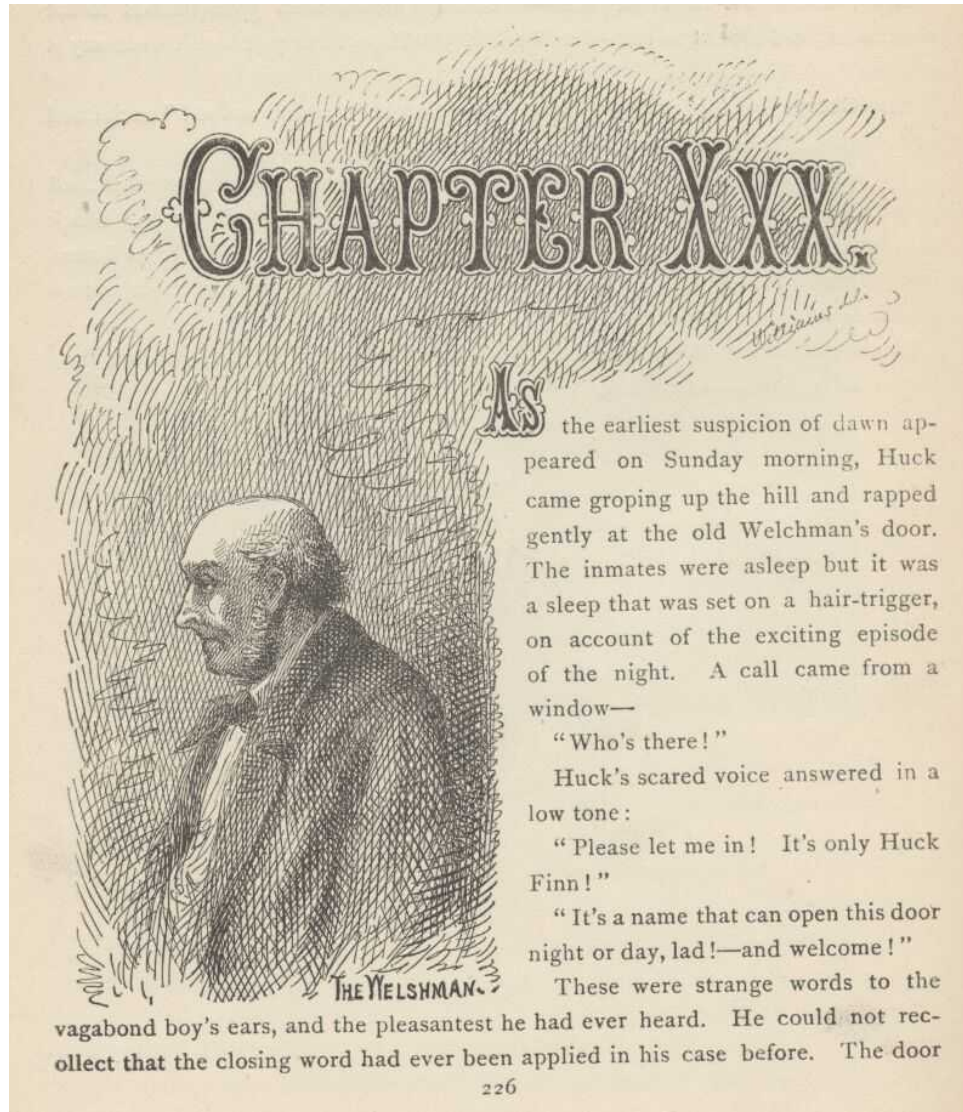 CHAPTER XXX.
Williams del.
As the earliest suspicion of dawn ap-
peared on Sunday morning, Huck
came groping up the hill and rapped
gently at the old Welchman's door.
The inmates were asleep but it was
a sleep that was set on a hair-trigger,
on account of the exciting episode
of the night. A call came from a
window—
"Who's there!"
Huck's scared voice answered in a
low tone:
"Please let me in! It's only Huck
Finn!"
"It's a name that can open this door
night or day, lad!—and welcome!"
THE WELSHMAN.
These were strange words to the
vagabond boy's ears, and the pleasantest he had ever heard. He could not rec-
ollect that the closing word had ever been applied in his case before. The door
226